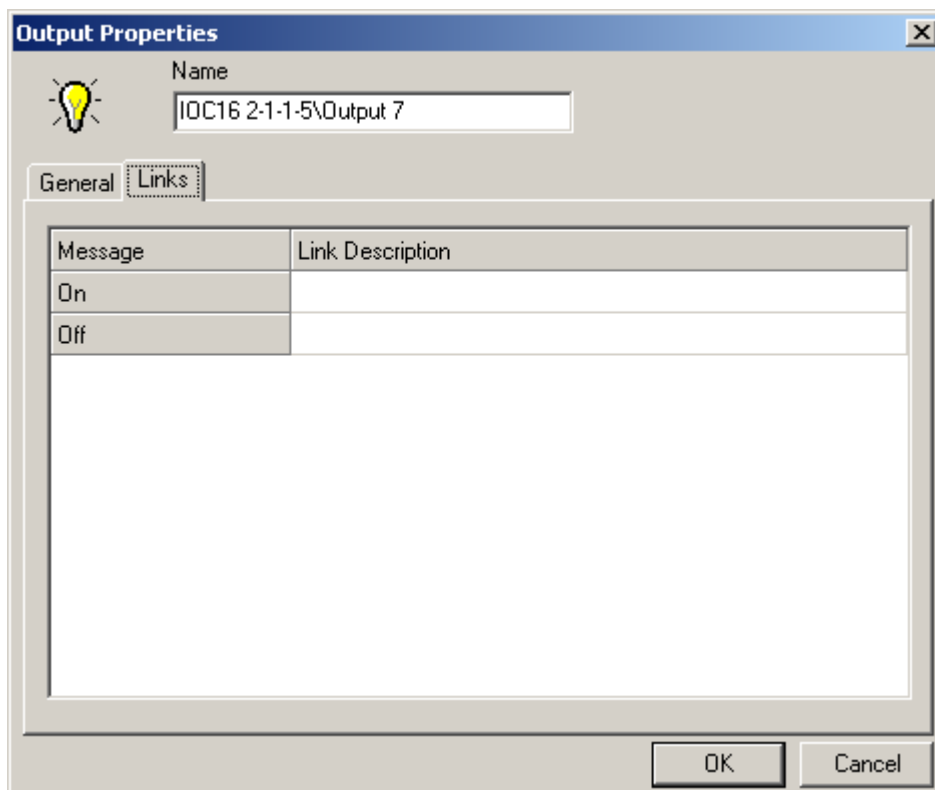 Output Properties
Name
IOC16 2-1-1-5\Output 7
General Links
Message Link Description
On
Off
OK Cancel